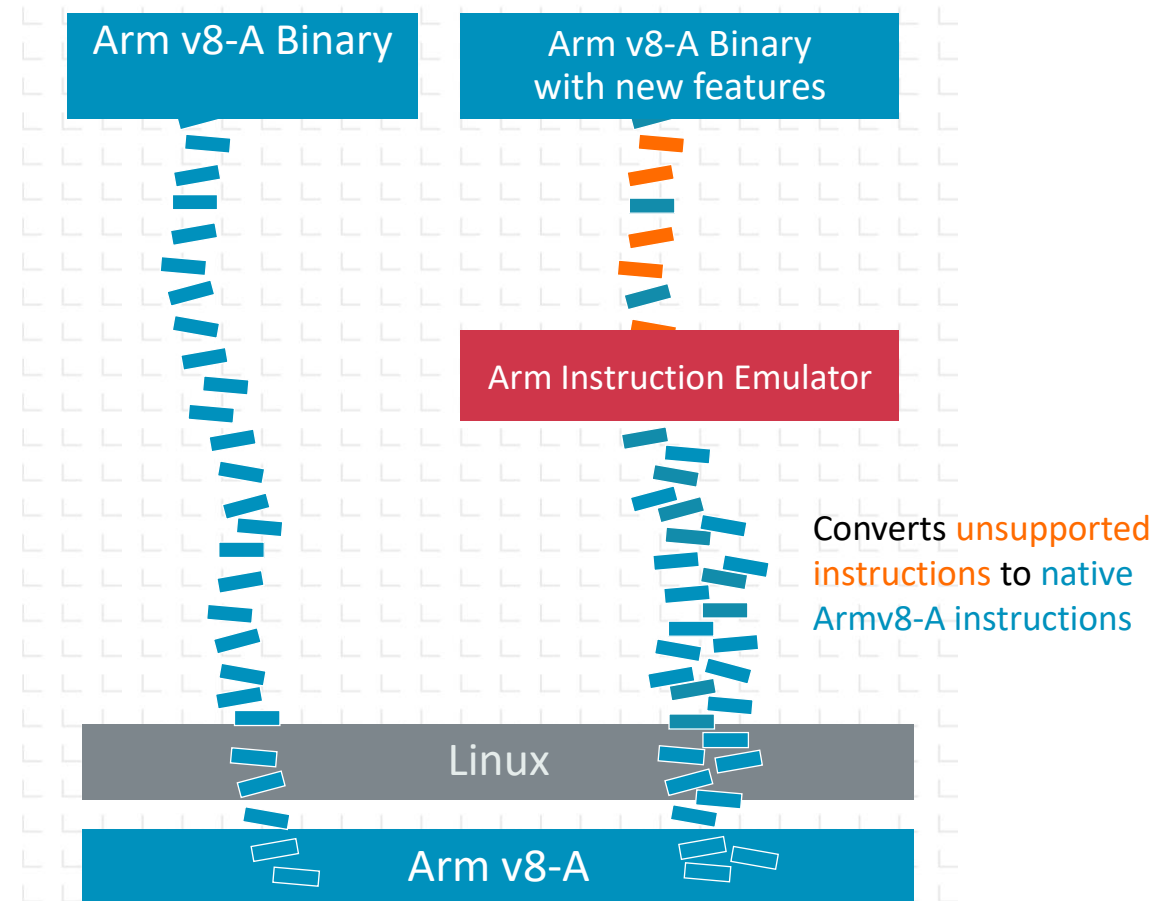 Arm v8-A Binary
Arm v8-A Binary
with new features
Arm Instruction Emulator
Converts unsupported
instructions to native
Armv8-A instructions
Linux
Arm v8-A